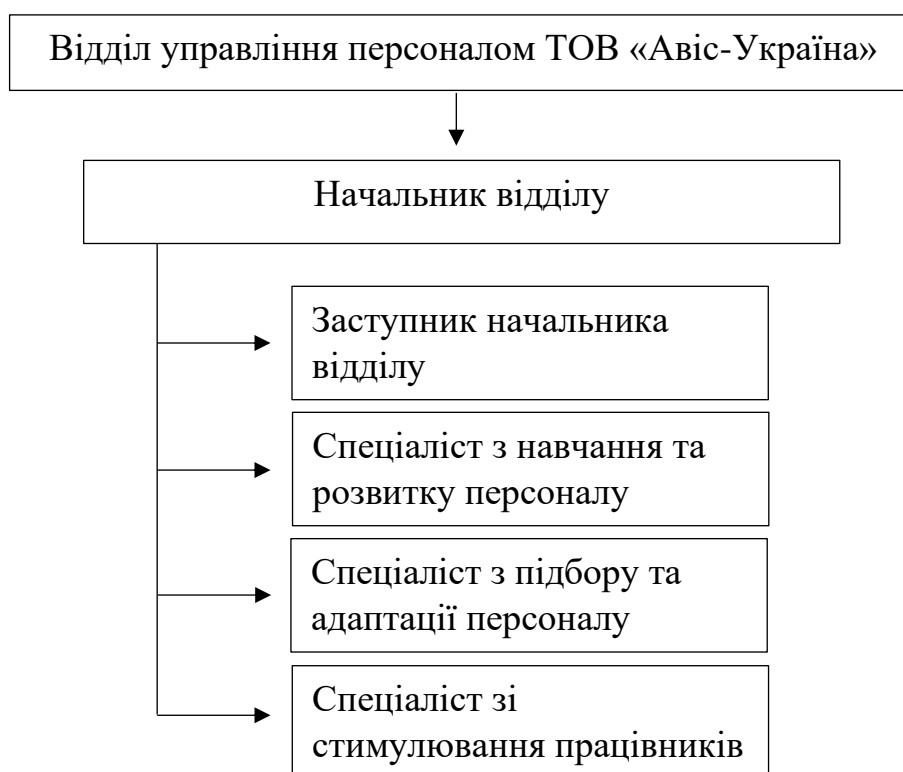 Відділ управління персоналом ТОВ «Авіс-Україна»
Начальник відділу
Заступник начальника
відділу
Спеціаліст з навчання та
розвитку персоналу
Спеціаліст з підбору та
адаптації персоналу
Спеціаліст зі
стимулювання працівників